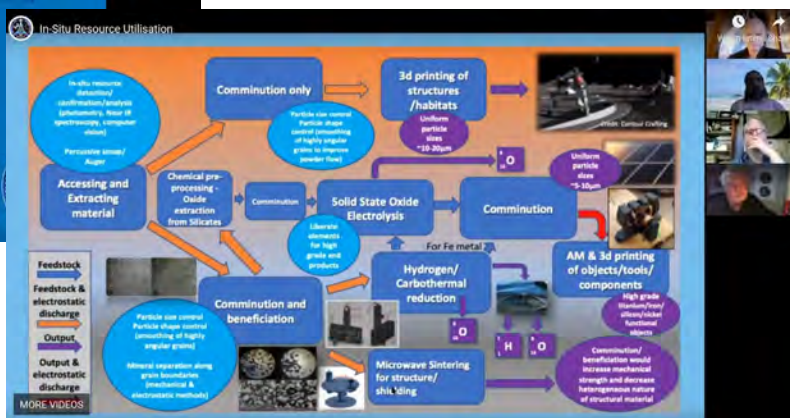 In-Situ Resource Utilisation
In-situ resource
detection/
confirmation/analysis
(photometry, Near IR
spectroscopy, computer
vision)
Percussive scoop/
Auger
Accessing and
Extracting
material
Comminution only
Particle size control
Particle shape
control (smoothing
of highly angular
grains to improve
powder flow)
3d printing of
structures
/habitats
Uniform
particle
sizes
~10-20μm
Credit: Contour Crafting
Chemical pre-
processing -
Oxide
extraction
from Silicates
Comminution
Solid State Oxide
Electrolysis
O
Uniform
particle
sizes
~5-10μm
Comminution
Liberate
elements
for high
grade end
products
For Fe metal
Hydrogen/
Carbothermal
reduction
AM & 3d printing
of objects/tools/
components
High grade
titanium/iron/
silicon/nickel
functional
objects
Feedstock
Feedstock &
electrostatic
discharge
Output
Output &
electrostatic
discharge
Comminution and
beneficiation
Particle size control
Particle shape control
(smoothing of highly
angular grains)
Mineral separation along
grain boundaries
(mechanical &
electrostatic methods)
O
H
O
Microwave Sintering
for structure/
shielding
Comminution/
beneficiation would
increase mechanical
strength and decrease
heterogeneous nature
of structural material
MORE VIDEOS